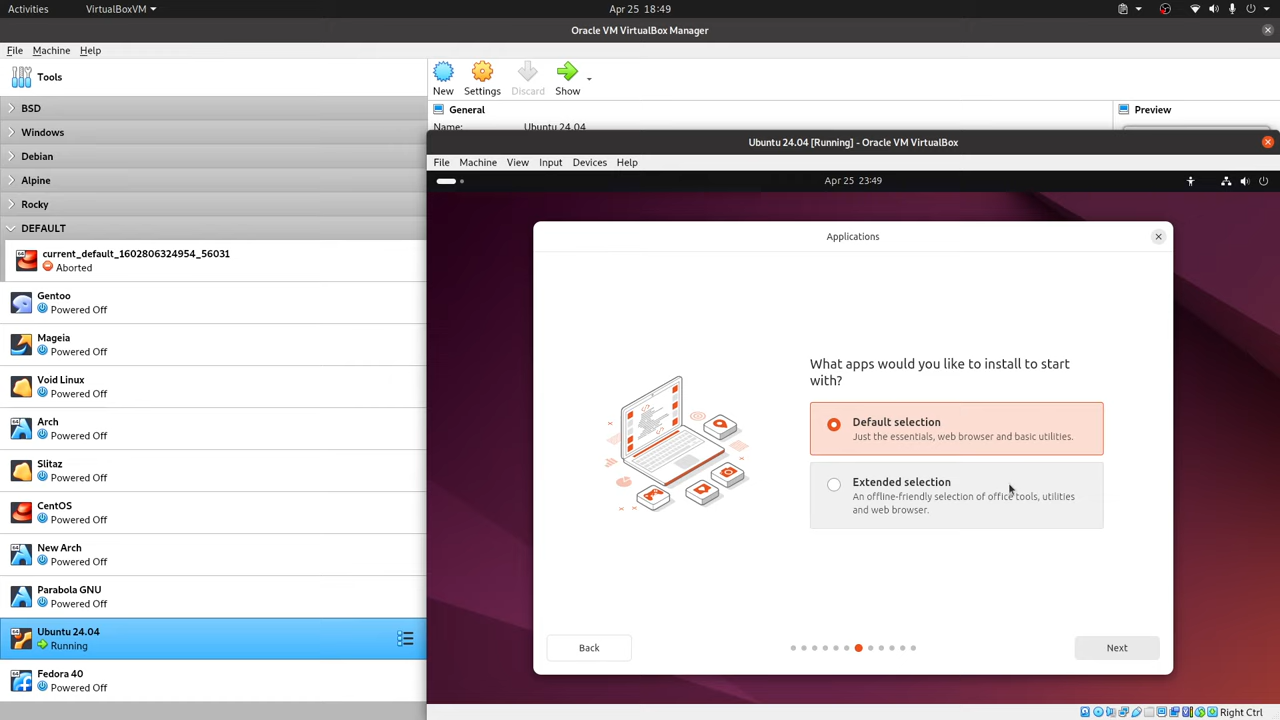 Activities
VirtualBoxVM
Apr 25 18:49
Oracle VM VirtualBox Manager
File Machine Help
Tools
New Settings Discard Show
BSD
Windows
Debian
Alpine
Rocky
DEFAULT
current_default_1602806324954_56031
Aborted
Gentoo
Powered Off
Mageia
Powered Off
Void Linux
Powered Off
Arch
Powered Off
Slitaz
Powered Off
CentOS
Powered Off
New Arch
Powered Off
Parabola GNU
Powered Off
Ubuntu 24.04
Running
Fedora 40
Powered Off
General
Name: Ubuntu 24.04
Preview
Ubuntu 24.04 [Running] - Oracle VM VirtualBox
File Machine View Input Devices Help
Apr 25 23:49
Applications
What apps would you like to install to start
with?
Default selection
Just the essentials, web browser and basic utilities.
Extended selection
An offline-friendly selection of office tools, utilities
and web browser.
Back
Next
Right Ctrl